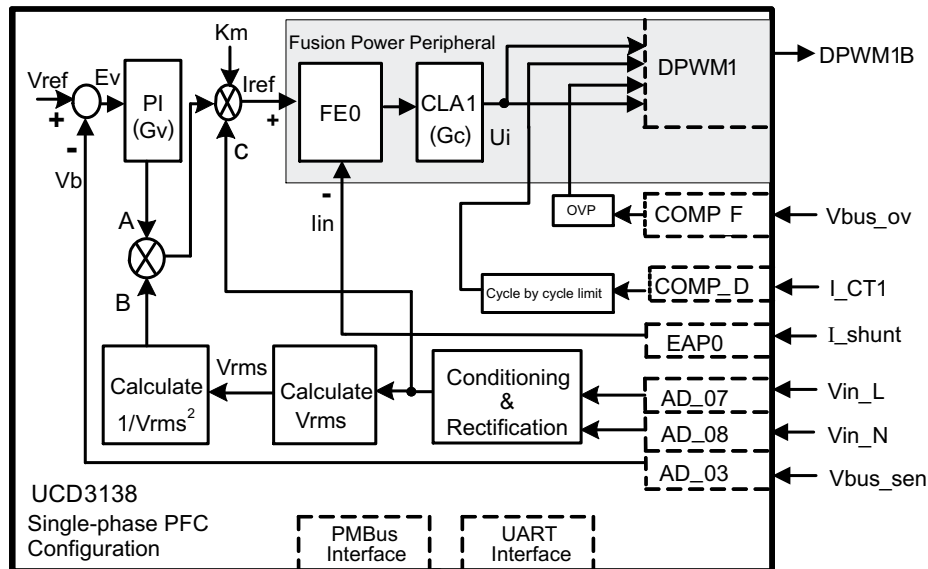 Km
Fusion Power Peripheral
Vref
Ev
PI
(Gv)
Iref
+
+
-
Vb
C
FE0
CLA1
(Gc)
Ui
DPWM1
DPWM1B
-
Iin
A
B
OVP
COMP F
Vbus_ov
Cycle by cycle limit
COMP_D
I_CT1
EAP0
I_shunt
Calculate
1/Vrms²
Vrms
Calculate
Vrms
Conditioning
&
Rectification
AD_07
Vin_L
AD_08
Vin_N
AD_03
Vbus_sen
UCD3138
Single-phase PFC
Configuration
PMBus
Interface
UART
Interface